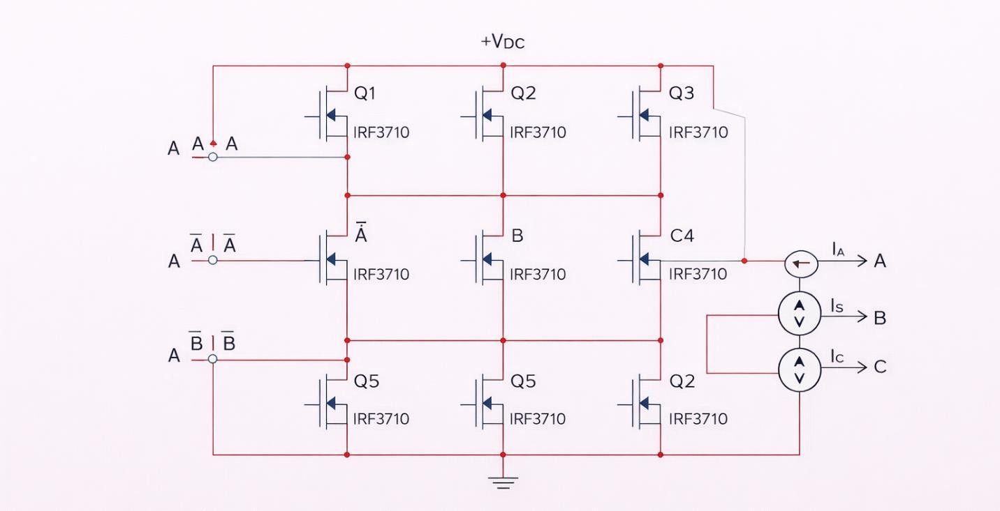 +VDC
Q1 Q2 Q3
IRF3710 IRF3710 IRF3710
A A A
Ā B C4
A̅ A̅
A
IRF3710 IRF3710 IRF3710
IA A
IS B
B̅ B̅
A
IC C
Q5 Q5 Q2
IRF3710 IRF3710 IRF3710